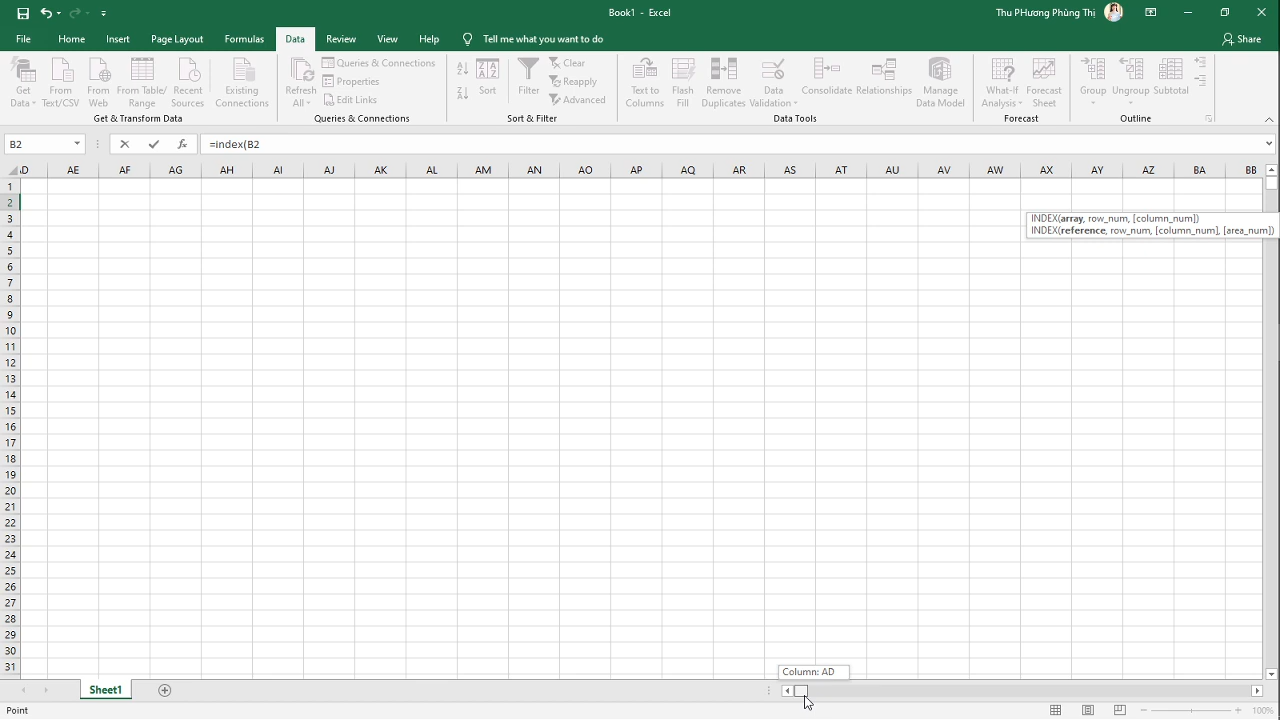 Book1 - Excel
Thu Phương Phùng Thị
File Home Insert Page Layout Formulas Data Review View Help Tell me what you want to do Share
Get Data
From Text/CSV
From Web
From Table/ Range
Recent Sources
Existing Connections
Get & Transform Data
Refresh All
Queries & Connections
Properties
Edit Links
Queries & Connections
Sort
Filter
Clear
Reapply
Advanced
Sort & Filter
Text to Columns
Flash Fill
Remove Duplicates
Data Validation
Consolidate
Relationships
Manage Data Model
Data Tools
What-If Analysis
Forecast Sheet
Forecast
Group
Ungroup
Subtotal
Outline
B2 fx =index(B2
AD AE AF AG AH AI AJ AK AL AM AN AO AP AQ AR AS AT AU AV AW AX AY AZ BA BB
1
2
3
INDEX(array, row_num, [column_num])
4
INDEX(reference, row_num, [column_num], [area_num])
5
6
7
8
9
10
11
12
13
14
15
16
17
18
19
20
21
22
23
24
25
26
27
28
29
30
31
Column: AD
Sheet1
Point
100%